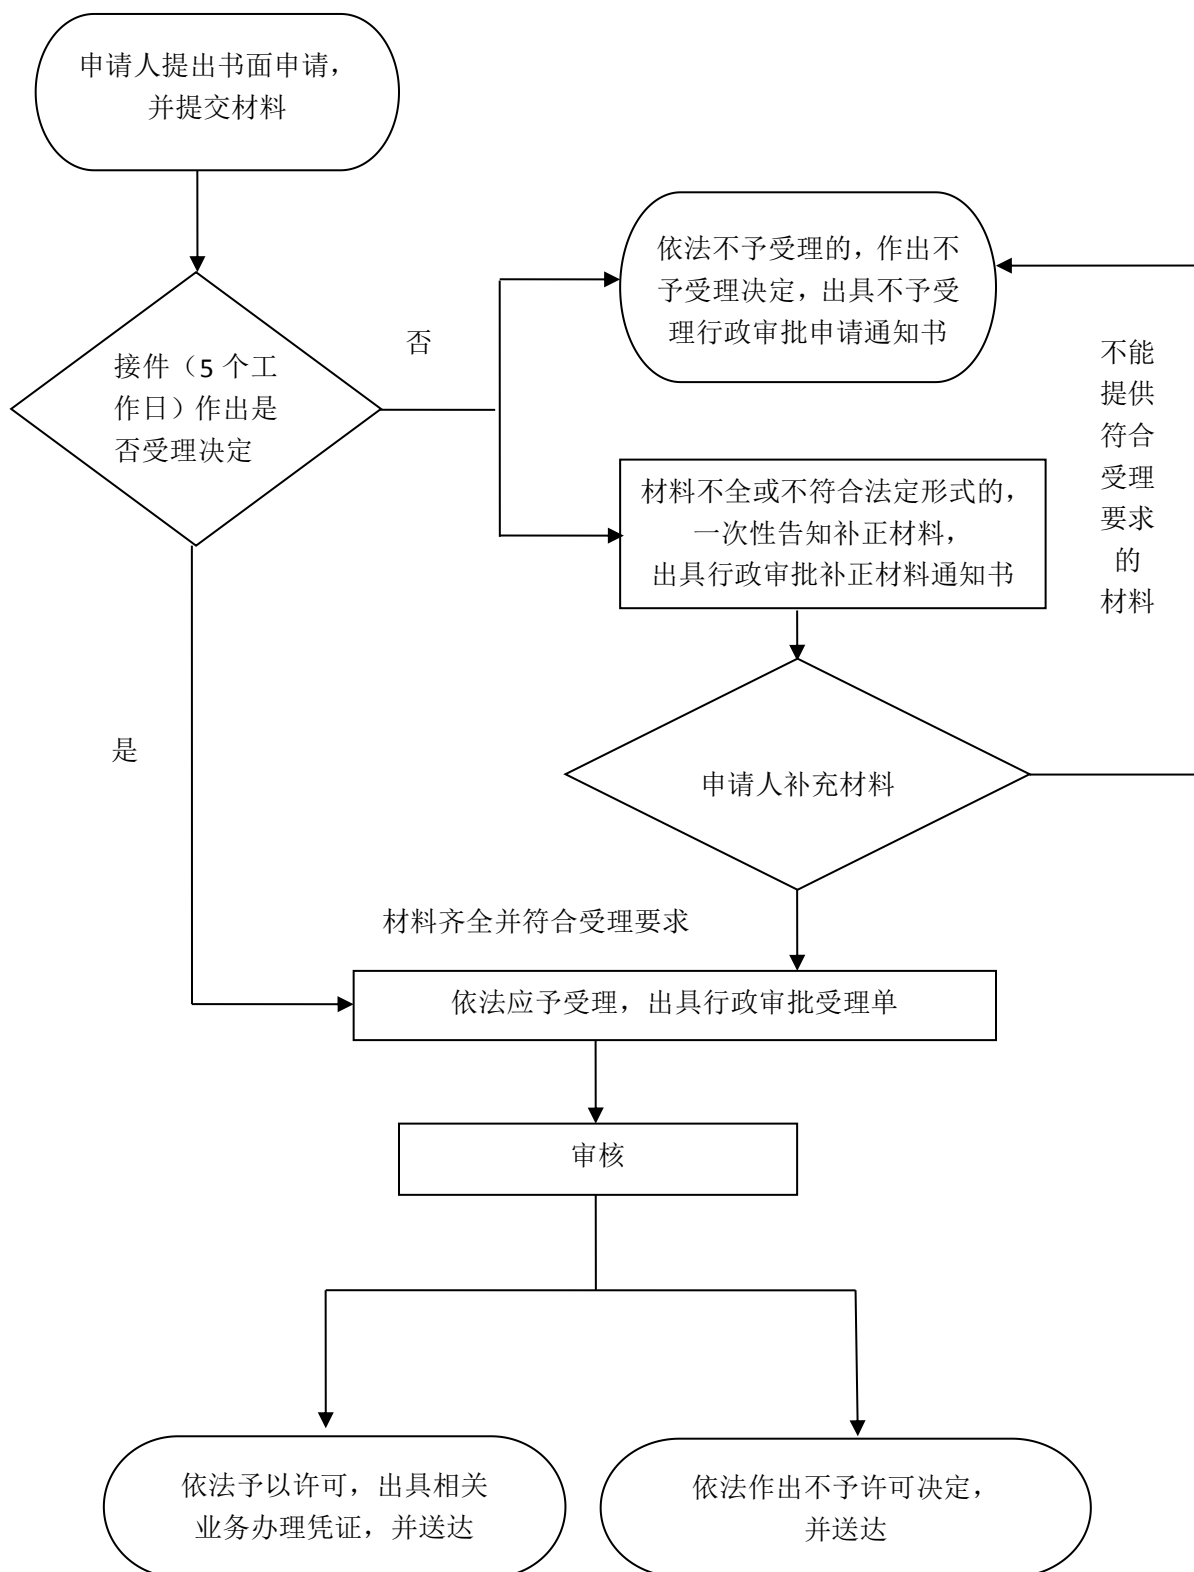 申请人提出书面申请，
并提交材料
依法不予受理的，作出不
予受理决定，出具不予受
理行政审批申请通知书
否
接件（5 个工
作日）作出是
否受理决定
不能
提供
符合
受理
要求
的
材料
材料不全或不符合法定形式的，
一次性告知补正材料，
出具行政审批补正材料通知书
是
申请人补充材料
材料齐全并符合受理要求
依法应予受理，出具行政审批受理单
审核
依法予以许可，出具相关
业务办理凭证，并送达
依法作出不予许可决定，
并送达